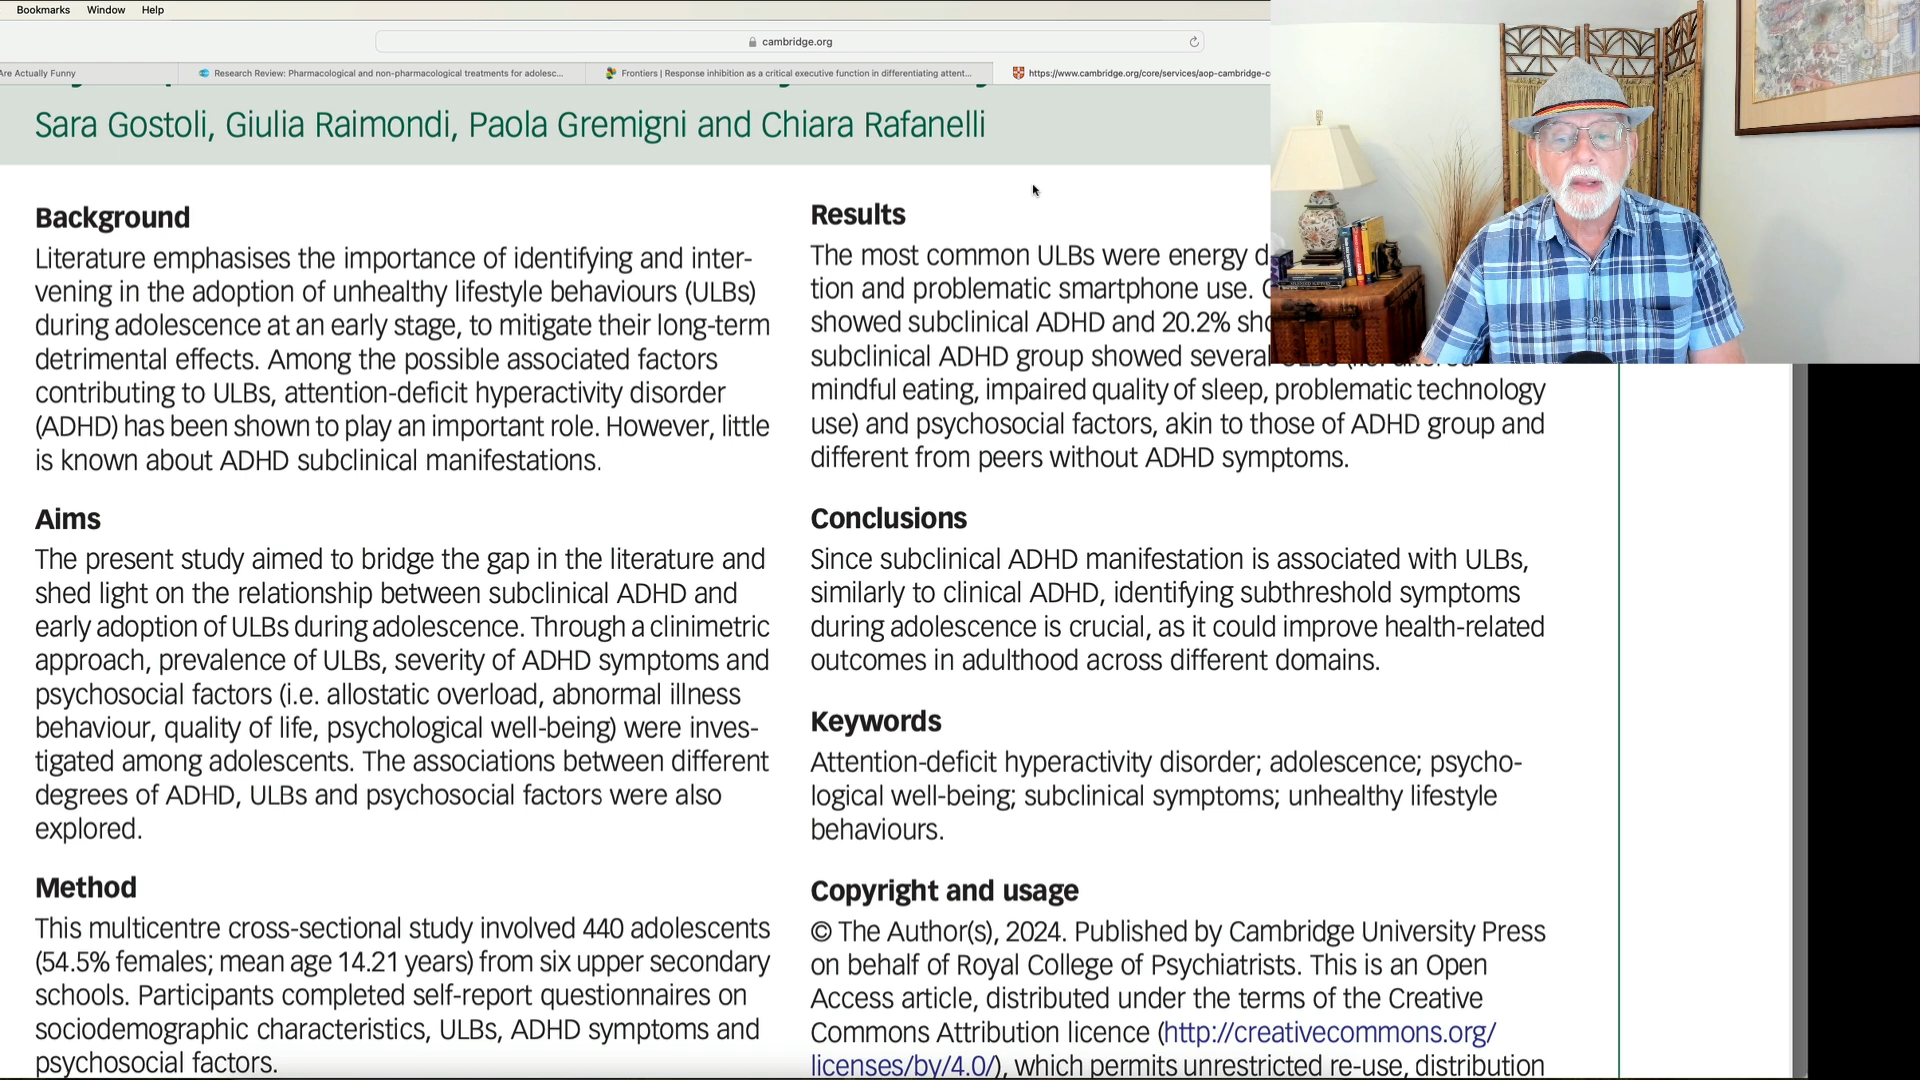 Bookmarks Window Help
cambridge.org
Are Actually Funny
Research Review: Pharmacological and non-pharmacological treatments for adolesc...
Frontiers | Response inhibition as a critical executive function in differentiating attent...
https://www.cambridge.org/core/services/aop-cambridge-c
Sara Gostoli, Giulia Raimondi, Paola Gremigni and Chiara Rafanelli
Background
Literature emphasises the importance of identifying and inter-
vening in the adoption of unhealthy lifestyle behaviours (ULBs)
during adolescence at an early stage, to mitigate their long-term
detrimental effects. Among the possible associated factors
contributing to ULBs, attention-deficit hyperactivity disorder
(ADHD) has been shown to play an important role. However, little
is known about ADHD subclinical manifestations.
Aims
The present study aimed to bridge the gap in the literature and
shed light on the relationship between subclinical ADHD and
early adoption of ULBs during adolescence. Through a clinimetric
approach, prevalence of ULBs, severity of ADHD symptoms and
psychosocial factors (i.e. allostatic overload, abnormal illness
behaviour, quality of life, psychological well-being) were inves-
tigated among adolescents. The associations between different
degrees of ADHD, ULBs and psychosocial factors were also
explored.
Method
This multicentre cross-sectional study involved 440 adolescents
(54.5% females; mean age 14.21 years) from six upper secondary
schools. Participants completed self-report questionnaires on
sociodemographic characteristics, ULBs, ADHD symptoms and
psychosocial factors.
Results
The most common ULBs were energy d
tion and problematic smartphone use.
showed subclinical ADHD and 20.2% sho
subclinical ADHD group showed several
mindful eating, impaired quality of sleep, problematic technology
use) and psychosocial factors, akin to those of ADHD group and
different from peers without ADHD symptoms.
Conclusions
Since subclinical ADHD manifestation is associated with ULBs,
similarly to clinical ADHD, identifying subthreshold symptoms
during adolescence is crucial, as it could improve health-related
outcomes in adulthood across different domains.
Keywords
Attention-deficit hyperactivity disorder; adolescence; psycho-
logical well-being; subclinical symptoms; unhealthy lifestyle
behaviours.
Copyright and usage
© The Author(s), 2024. Published by Cambridge University Press
on behalf of Royal College of Psychiatrists. This is an Open
Access article, distributed under the terms of the Creative
Commons Attribution licence (http://creativecommons.org/
licenses/by/4.0/), which permits unrestricted re-use, distribution